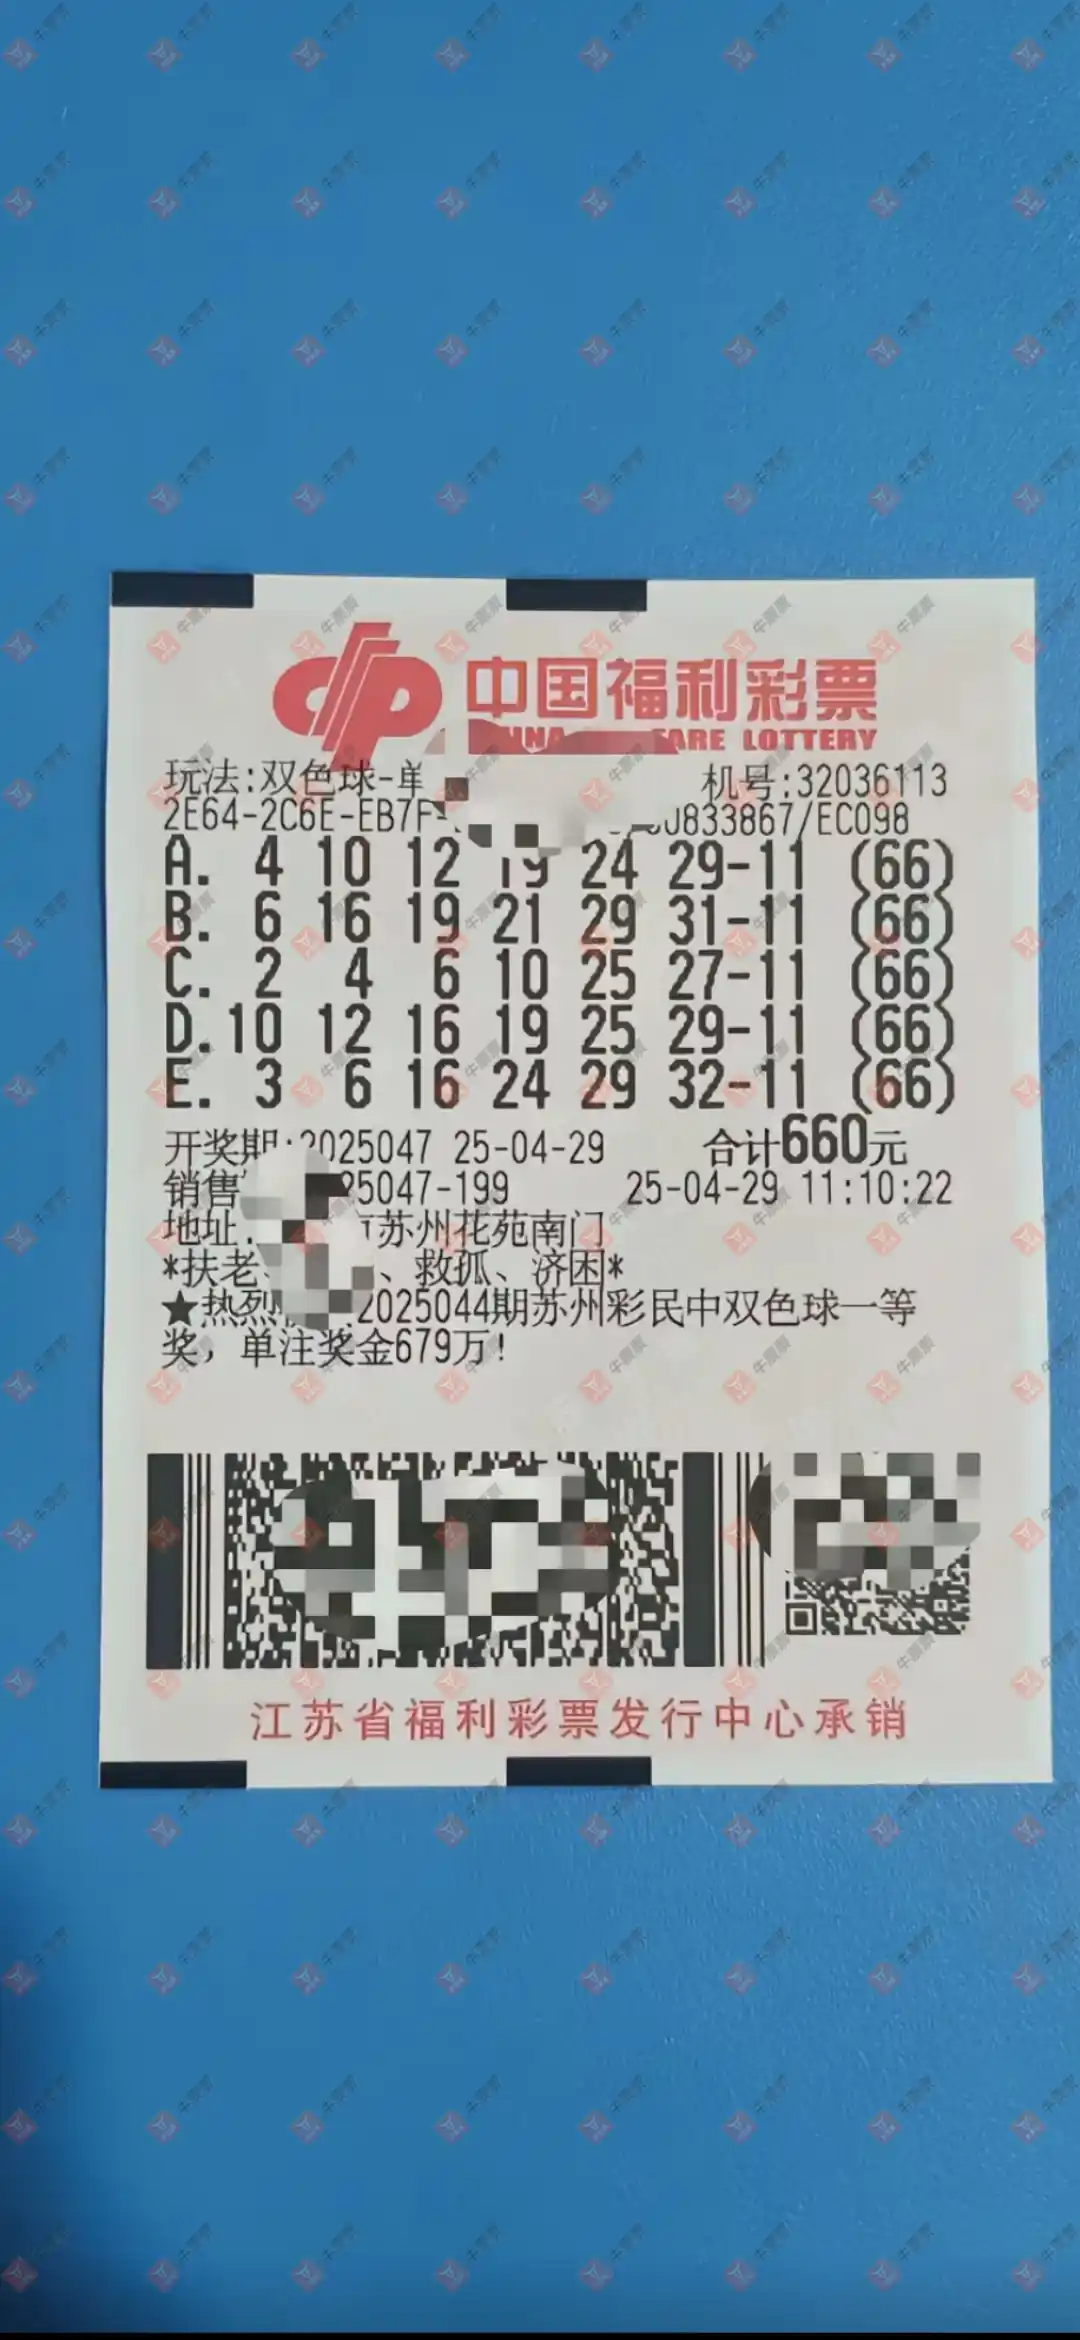 中国福利彩票
玩法:双色球-单 机号:32036113
2E64-2C6E-EB7F- 0833867/EC098
A. 4 10 12 19 24 29-11 (66)
B. 6 16 19 21 29 31-11 (66)
C. 2 4 6 10 25 27-11 (66)
D. 10 12 16 19 25 29-11 (66)
E. 3 6 16 24 29 32-11 (66)
开奖期:2025047 25-04-29 合计660元
销售 25047-199 25-04-29 11:10:22
地址 苏州花苑南门
*扶老、 、救孤、济困*
★热烈 2025044期苏州彩民中双色球一等
奖，单注奖金679万!
江苏省福利彩票发行中心承销
牛票票